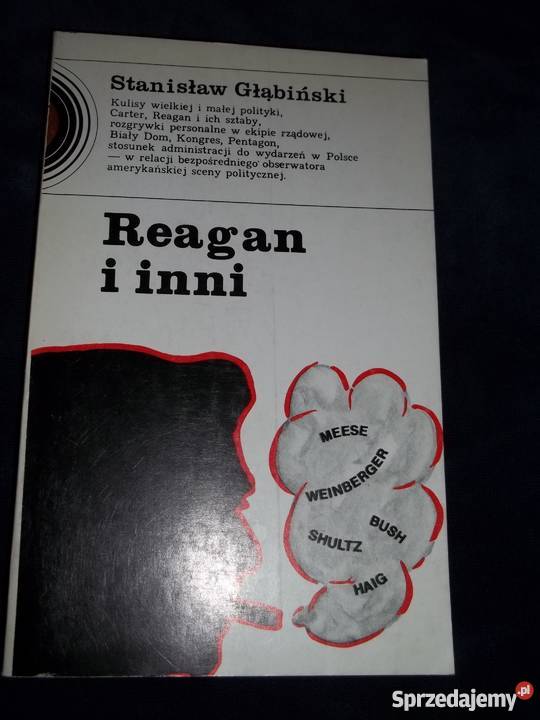 Stanisław Głąbiński
Kulisy wielkiej i małej polityki,
Carter, Reagan i ich sztaby,
rozgrywki personalne w ekipie rządowej,
Biały Dom, Kongres, Pentagon,
stosunek administracji do wydarzeń w Polsce
— w relacji bezpośredniego obserwatora
amerykańskiej sceny politycznej.
Reagan
i inni
MEESE
WEINBERGER
BUSH
SHULTZ
HAIG
Sprzedajemy.pl